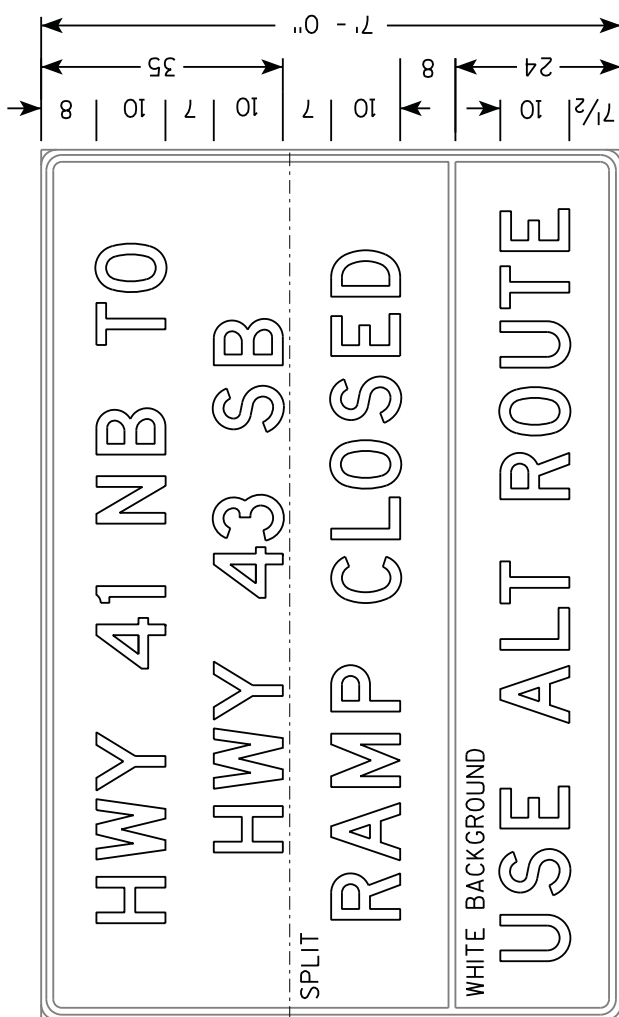 HWY 41 NB TO
HWY 43 SB
SPLIT
RAMP CLOSED
WHITE BACKGROUND
USE ALT ROUTE
7' - 0"
35
24
8
8
10
7
10
7
10
10
7 1/2